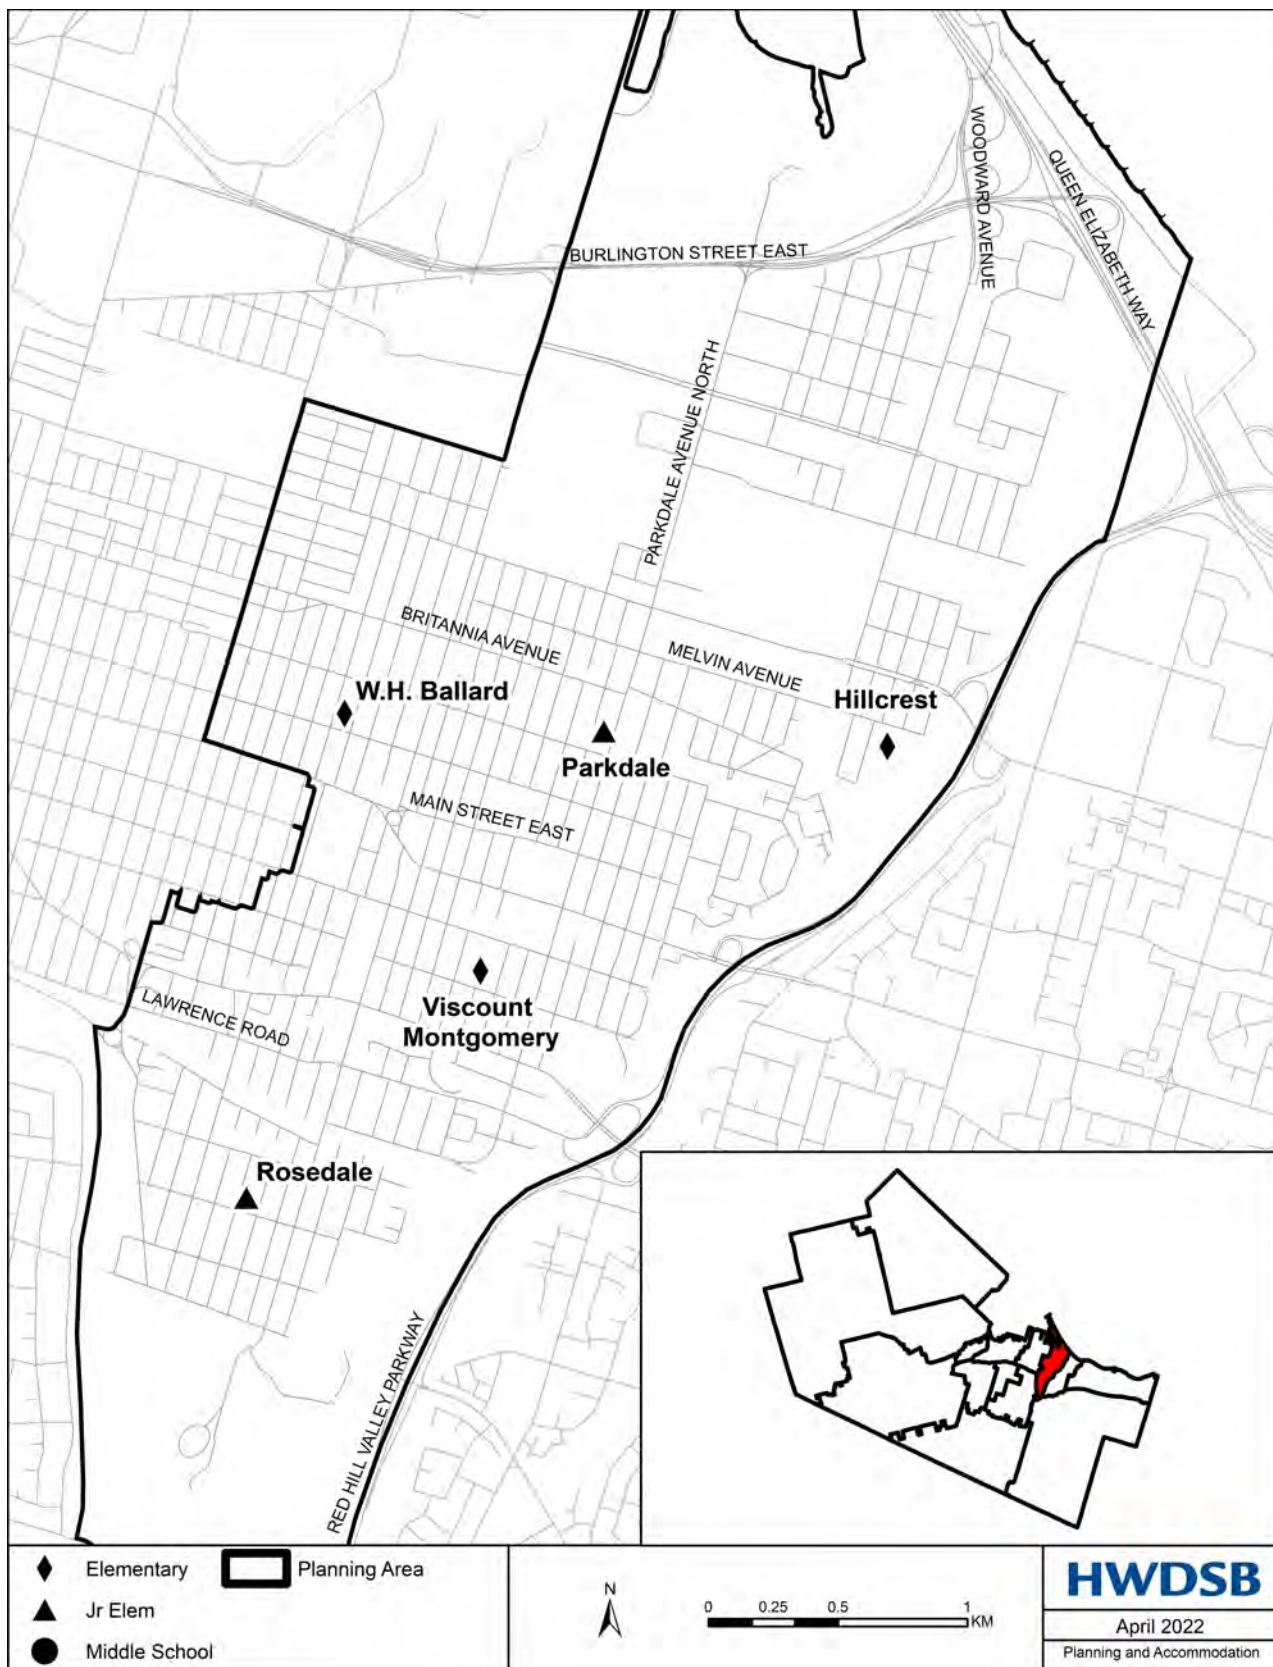 WOODWARD AVENUE
QUEEN ELIZABETH WAY
BURLINGTON STREET EAST
PARKDALE AVENUE NORTH
BRITANNIA AVENUE
MELVIN AVENUE
W.H. Ballard
Hillcrest
Parkdale
MAIN STREET EAST
Viscount
Montgomery
LAWRENCE ROAD
Rosedale
RED HILL VALLEY PARKWAY
Elementary
Planning Area
Jr Elem
Middle School
N
0 0.25 0.5 1
KM
HWDSB
April 2022
Planning and Accommodation